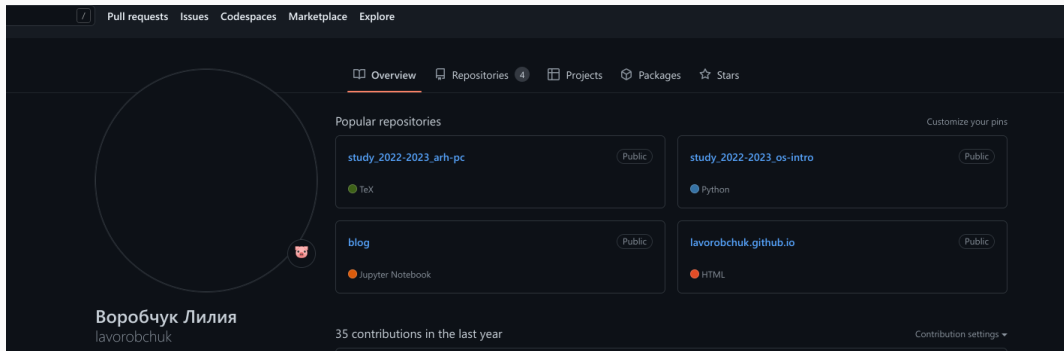 / Pull requests Issues Codespaces Marketplace Explore
Overview Repositories 4 Projects Packages Stars
Popular repositories Customize your pins
study_2022-2023_arh-pc Public
TeX
study_2022-2023_os-intro Public
Python
blog Public
Jupyter Notebook
lavorobchuk.github.io Public
HTML
Воробчук Лилия
lavorobchuk
35 contributions in the last year Contribution settings